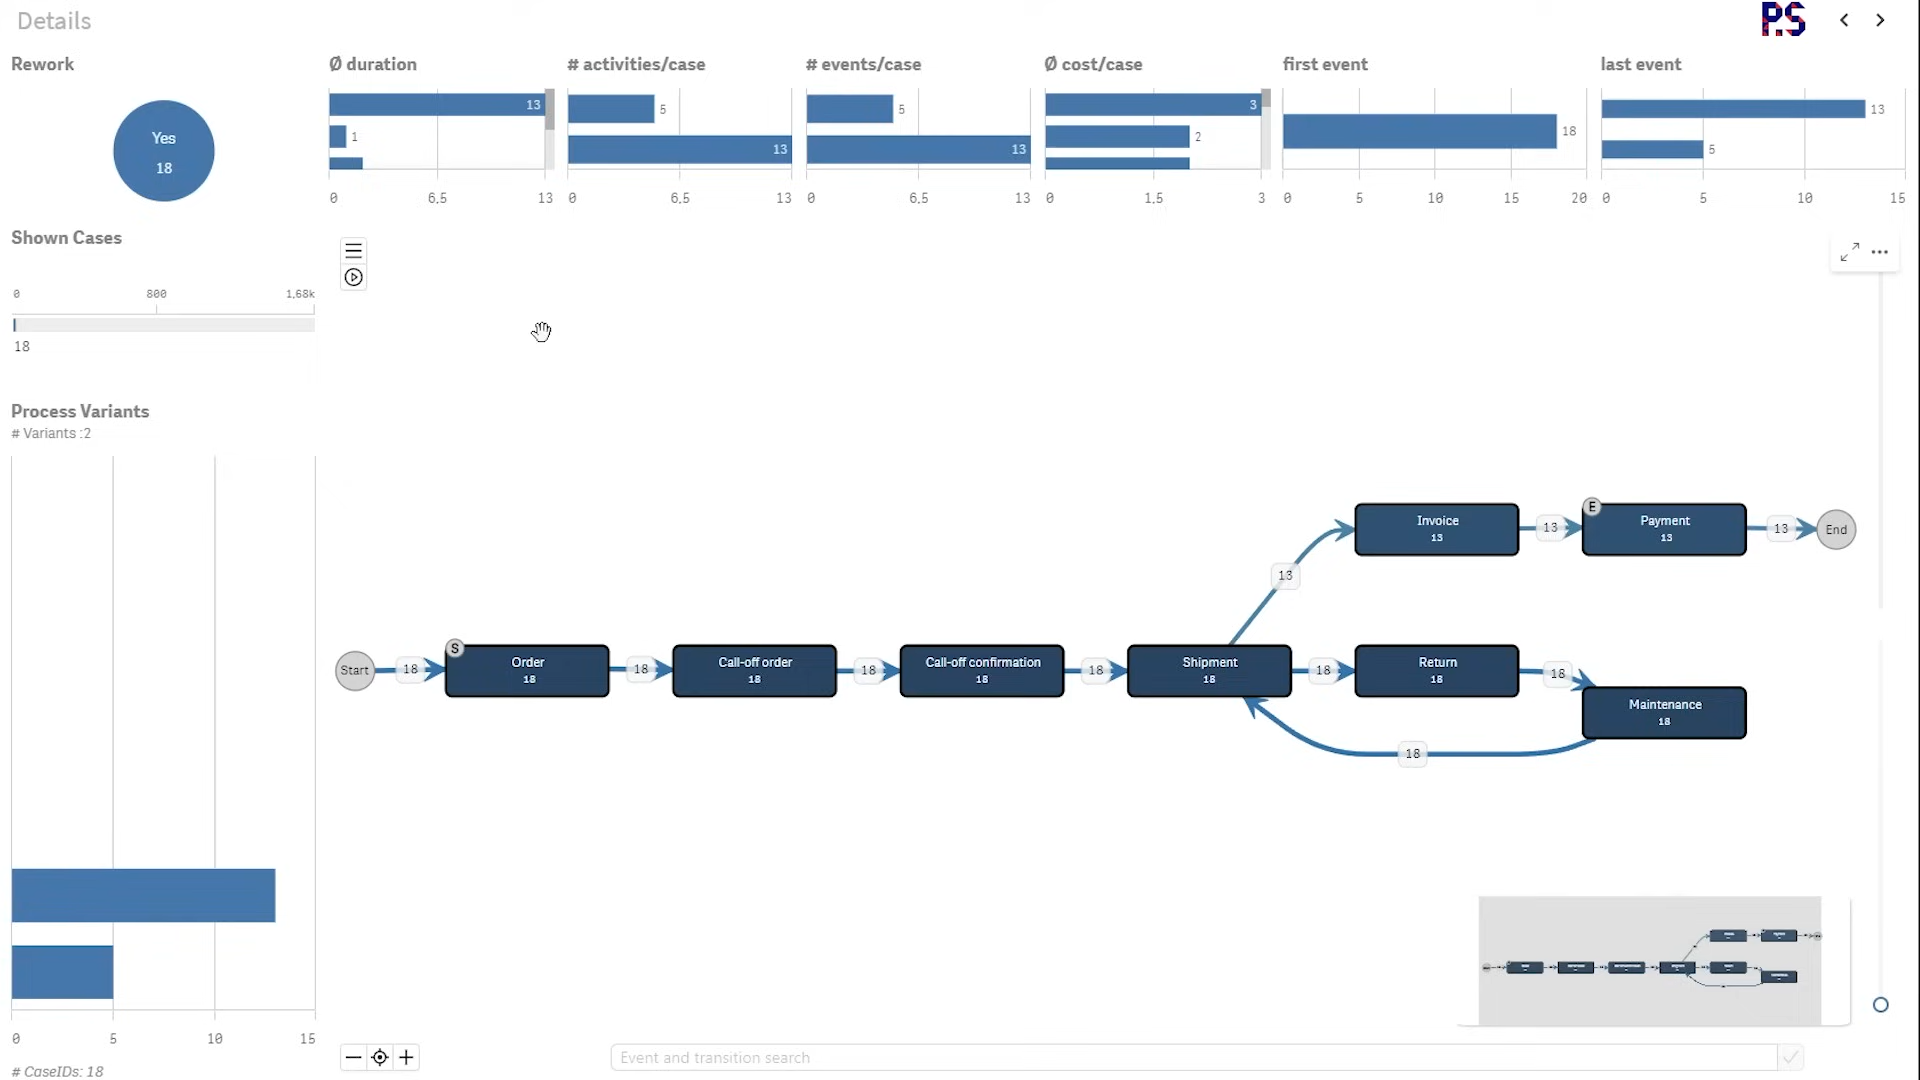 Details
PS
Rework
Yes
18
Ø duration
13
1
0 6,5 13
# activities/case
5
13
0 6,5 13
# events/case
5
13
0 6,5 13
Ø cost/case
3
2
0 1,5 3
first event
18
0 5 10 15 20
last event
13
5
0 5 10 15
Shown Cases
0 800 1,68k
18
Process Variants
# Variants :2
0 5 10 15
# CaseIDs: 18
Start
18
S
Order
18
18
Call-off order
18
18
Call-off confirmation
18
18
Shipment
18
13
Invoice
13
13
E
Payment
13
13
End
18
Return
18
18
Maintenance
18
18
Event and transition search